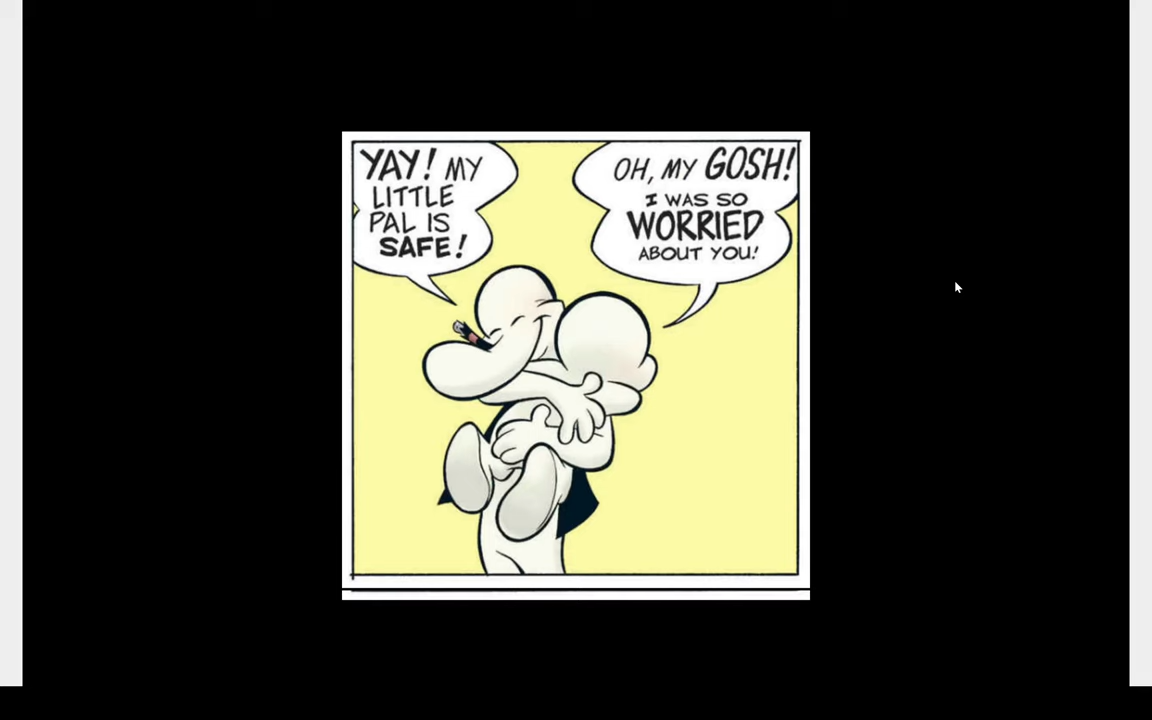 YAY! MY
LITTLE
PAL IS
SAFE!
OH, MY GOSH!
I WAS SO
WORRIED
ABOUT YOU!